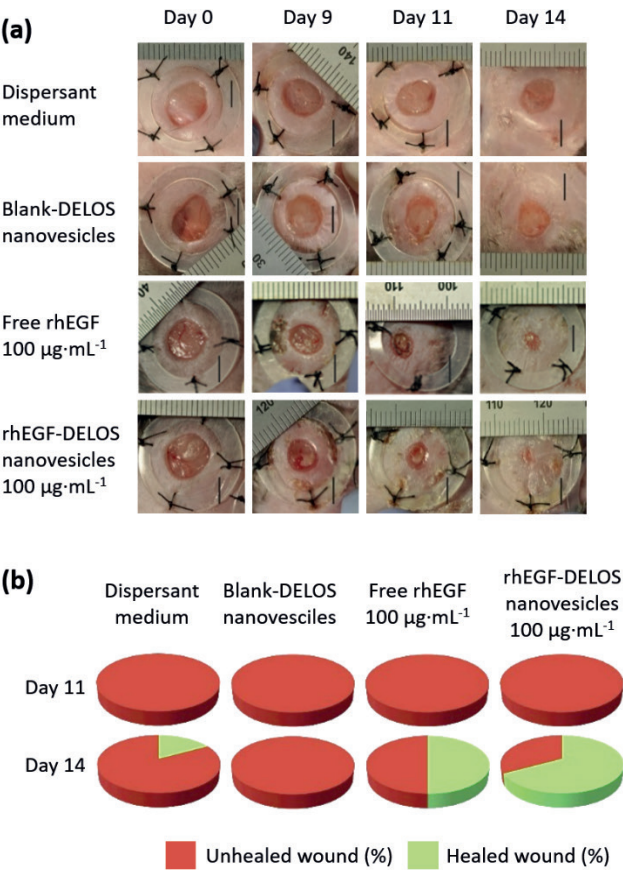 (a)
Day 0 Day 9 Day 11 Day 14
Dispersant
medium
140
Blank-DELOS
nanovesicles
30
Free rhEGF
100 µg·mL⁻¹
40
110 100
rhEGF-DELOS
nanovesicles
100 µg·mL⁻¹
120
110 120
(b)
Dispersant
medium
Blank-DELOS
nanovesciles
Free rhEGF
100 µg·mL⁻¹
rhEGF-DELOS
nanovesicles
100 µg·mL⁻¹
Day 11
Day 14
Unhealed wound (%) Healed wound (%)